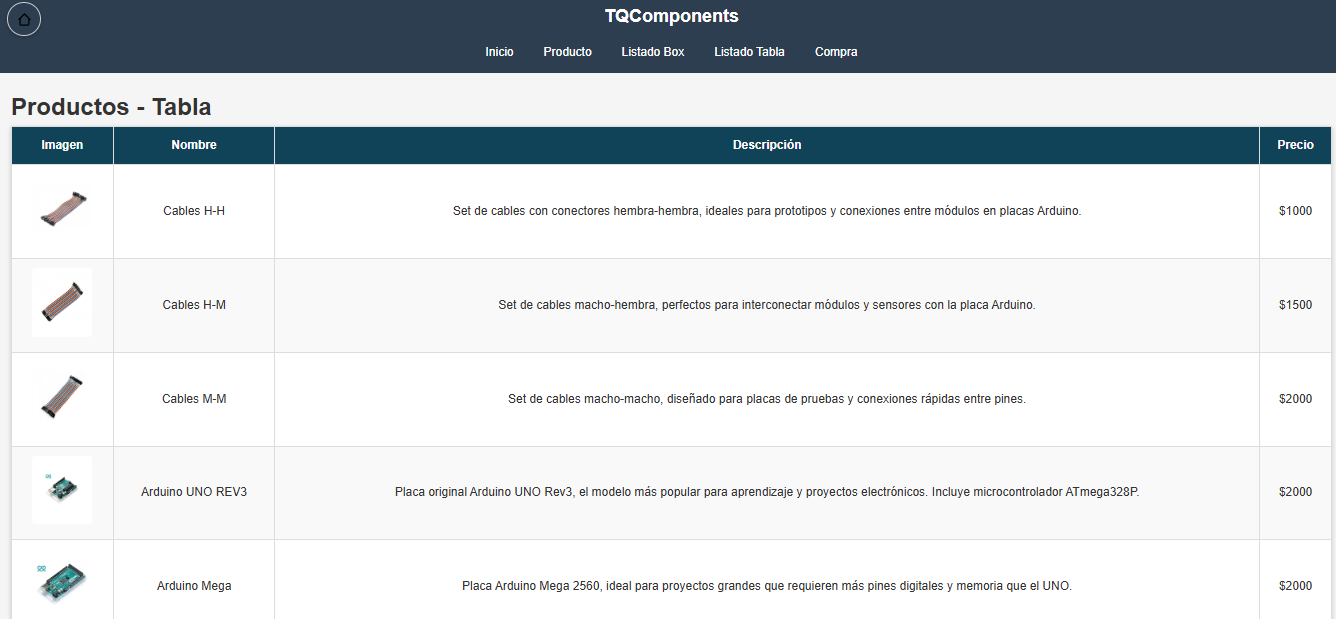 TQComponents
Inicio Producto Listado Box Listado Tabla Compra
Productos - Tabla
Imagen Nombre Descripción Precio
Cables H-H Set de cables con conectores hembra-hembra, ideales para prototipos y conexiones entre módulos en placas Arduino. $1000
Cables H-M Set de cables macho-hembra, perfectos para interconectar módulos y sensores con la placa Arduino. $1500
Cables M-M Set de cables macho-macho, diseñado para placas de pruebas y conexiones rápidas entre pines. $2000
Arduino UNO REV3 Placa original Arduino UNO Rev3, el modelo más popular para aprendizaje y proyectos electrónicos. Incluye microcontrolador ATmega328P. $2000
Arduino Mega Placa Arduino Mega 2560, ideal para proyectos grandes que requieren más pines digitales y memoria que el UNO. $2000